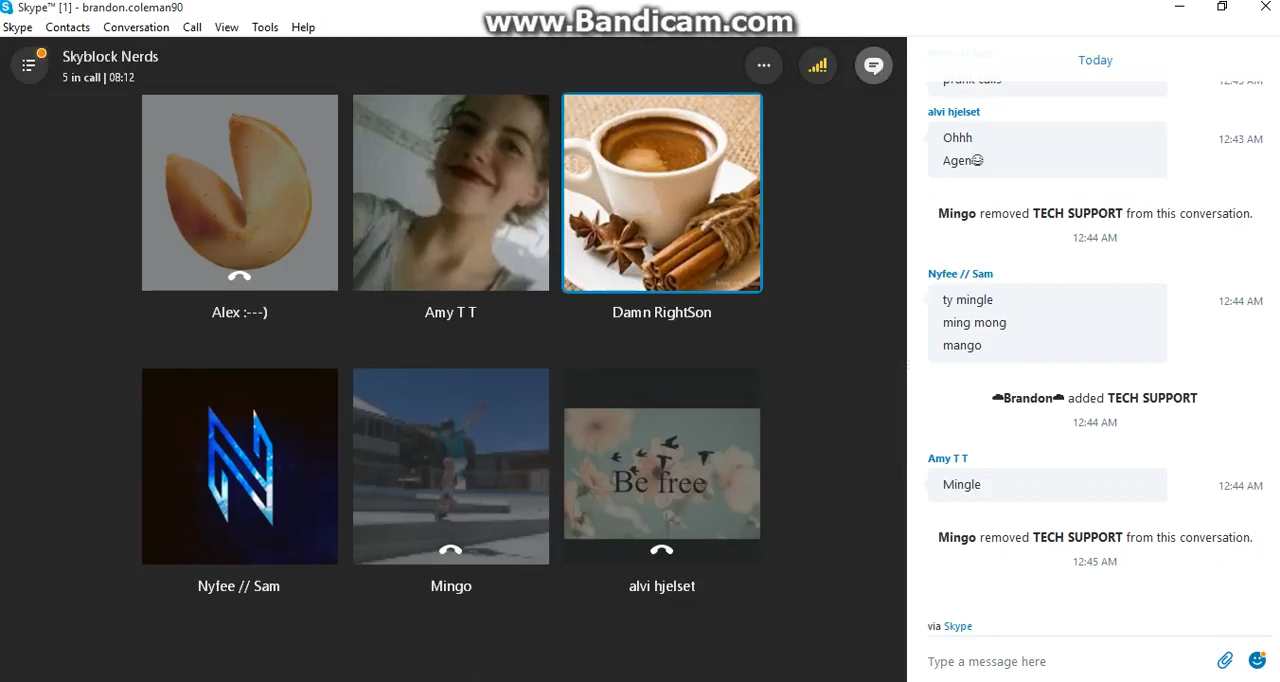 Skype™ [1] - brandon.coleman90
www.Bandicam.com
Skype Contacts Conversation Call View Tools Help
Skyblock Nerds
5 in call | 08:12
Alex :---)
Amy T T
Damn RightSon
Be free
Nyfee // Sam
Mingo
alvi hjelset
Today
prank calls 12:43 AM
alvi hjelset
Ohhh 12:43 AM
Agen😂
Mingo removed TECH SUPPORT from this conversation.
12:44 AM
Nyfee // Sam
ty mingle 12:44 AM
ming mong
mango
☁Brandon☁ added TECH SUPPORT
12:44 AM
Amy T T
Mingle 12:44 AM
Mingo removed TECH SUPPORT from this conversation.
12:45 AM
via Skype
Type a message here